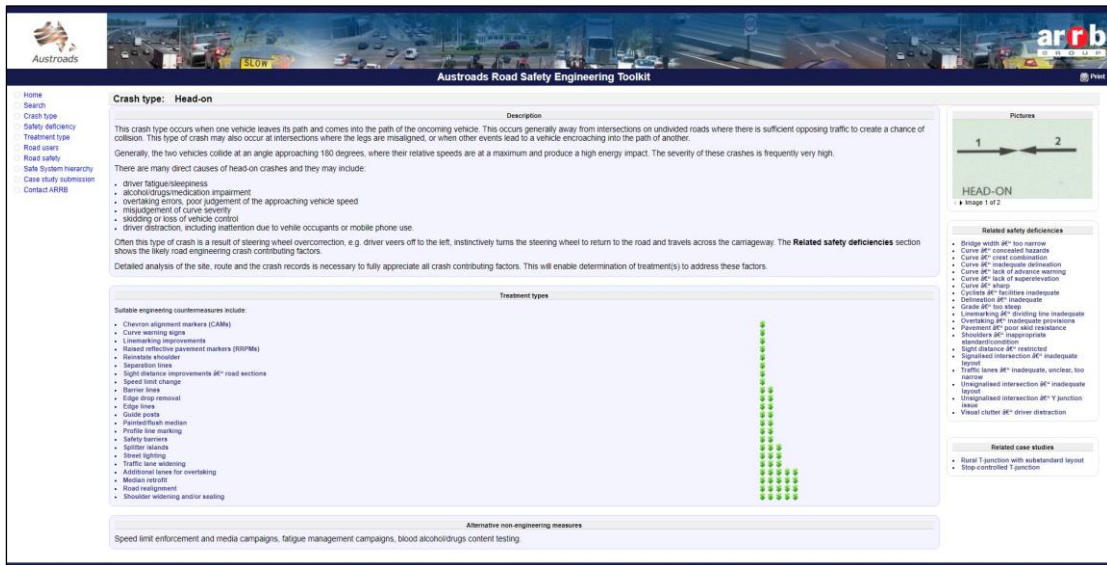 Austroads
SLOW
arrb
GROUP
Austroads Road Safety Engineering Toolkit
Print
Home
Search
Crash type
Safety deficiency
Treatment type
Road users
Road safety
Safe System hierarchy
Case study submission
Contact ARRB
Crash type: Head-on
Description
This crash type occurs when one vehicle leaves its path and comes into the path of the oncoming vehicle. This occurs generally away from intersections on undivided roads where there is sufficient opposing traffic to create a chance of
collision. This type of crash may also occur at intersections where the legs are misaligned, or when other events lead to a vehicle encroaching into the path of another.
Generally, the two vehicles collide at an angle approaching 180 degrees, where their relative speeds are at a maximum and produce a high energy impact. The severity of these crashes is frequently very high.
There are many direct causes of head-on crashes and they may include:
driver fatigue/sleepiness
alcohol/drugs/medication impairment
overtaking errors, poor judgement of the approaching vehicle speed
misjudgement of curve severity
skidding or loss of vehicle control
driver distraction, including inattention due to vehile occupants or mobile phone use.
Often this type of crash is a result of steering wheel overcorrection, e.g. driver veers off to the left, instinctively turns the steering wheel to return to the road and travels across the carriageway. The Related safety deficiencies section
shows the likely road engineering crash contributing factors.
Detailed analysis of the site, route and the crash records is necessary to fully appreciate all crash contributing factors. This will enable determination of treatment(s) to address these factors.
Treatment types
Suitable engineering countermeasures include:
Chevron alignment markers (CAMs)
Curve warning signs
Linemarking improvements
Raised reflective pavement markers (RRPMs)
Reinstate shoulder
Separation lines
Sight distance improvements â€“ road sections
Speed limit change
Barrier lines
Edge drop removal
Edge lines
Guide posts
Painted/flush median
Profile line marking
Safety barriers
Splitter islands
Street lighting
Traffic lane widening
Additional lanes for overtaking
Median retrofit
Road realignment
Shoulder widening and/or sealing
Alternative non-engineering measures
Speed limit enforcement and media campaigns, fatigue management campaigns, blood alcohol/drugs content testing.
Pictures
1 2
HEAD-ON
Image 1 of 2
Related safety deficiencies
Bridge width â€“ too narrow
Curve â€“ concealed hazards
Curve â€“ crest combination
Curve â€“ inadequate delineation
Curve â€“ lack of advance warning
Curve â€“ lack of superelevation
Curve â€“ sharp
Cyclists â€“ facilities inadequate
Delineation â€“ inadequate
Grade â€“ too steep
Linemarking â€“ dividing line inadequate
Overtaking â€“ inadequate provisions
Pavement â€“ poor skid resistance
Shoulders â€“ inappropriate
standard/condition
Sight distance â€“ restricted
Signalised intersection â€“ inadequate
layout
Traffic lanes â€“ inadequate, unclear, too
narrow
Unsignalised intersection â€“ inadequate
layout
Unsignalised intersection â€“ Y junction
issue
Visual clutter â€“ driver distraction
Related case studies
Rural T-junction with substandard layout
Stop-controlled T-junction